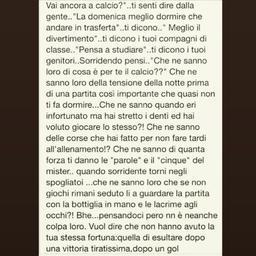 Vai ancora a calcio?"..ti senti dire dalla
gente.."La domenica meglio dormire che
andare in trasferta"..ti dicono.." Meglio il
divertimento"..ti dicono i tuoi compagni di
classe.."Pensa a studiare"..ti dicono i tuoi
genitori..Sorridendo pensi.."Che ne sanno
loro di cosa è per te il calcio??" Che ne
sanno loro della tensione della notte prima
di una partita così importante che quasi non
ti fa dormire...Che ne sanno quando eri
infortunato ma hai stretto i denti ed hai
voluto giocare lo stesso?! Che ne sanno
delle corse che hai fatto per non fare tardi
all'allenamento!? Che ne sanno di quanta
forza ti danno le "parole" e il "cinque" del
mister.. quando sorridente torni negli
spogliatoi ...che ne sanno loro che se non
giochi rimani seduto li a guardare la partita
con la bottiglia in mano e le lacrime agli
occhi?! Bhe...pensandoci però nn è neanche
colpa loro. Vuol dire che non hanno avuto la
tua stessa fortuna:quella di esultare dopo
una vittoria tiratissima,dopo un gol